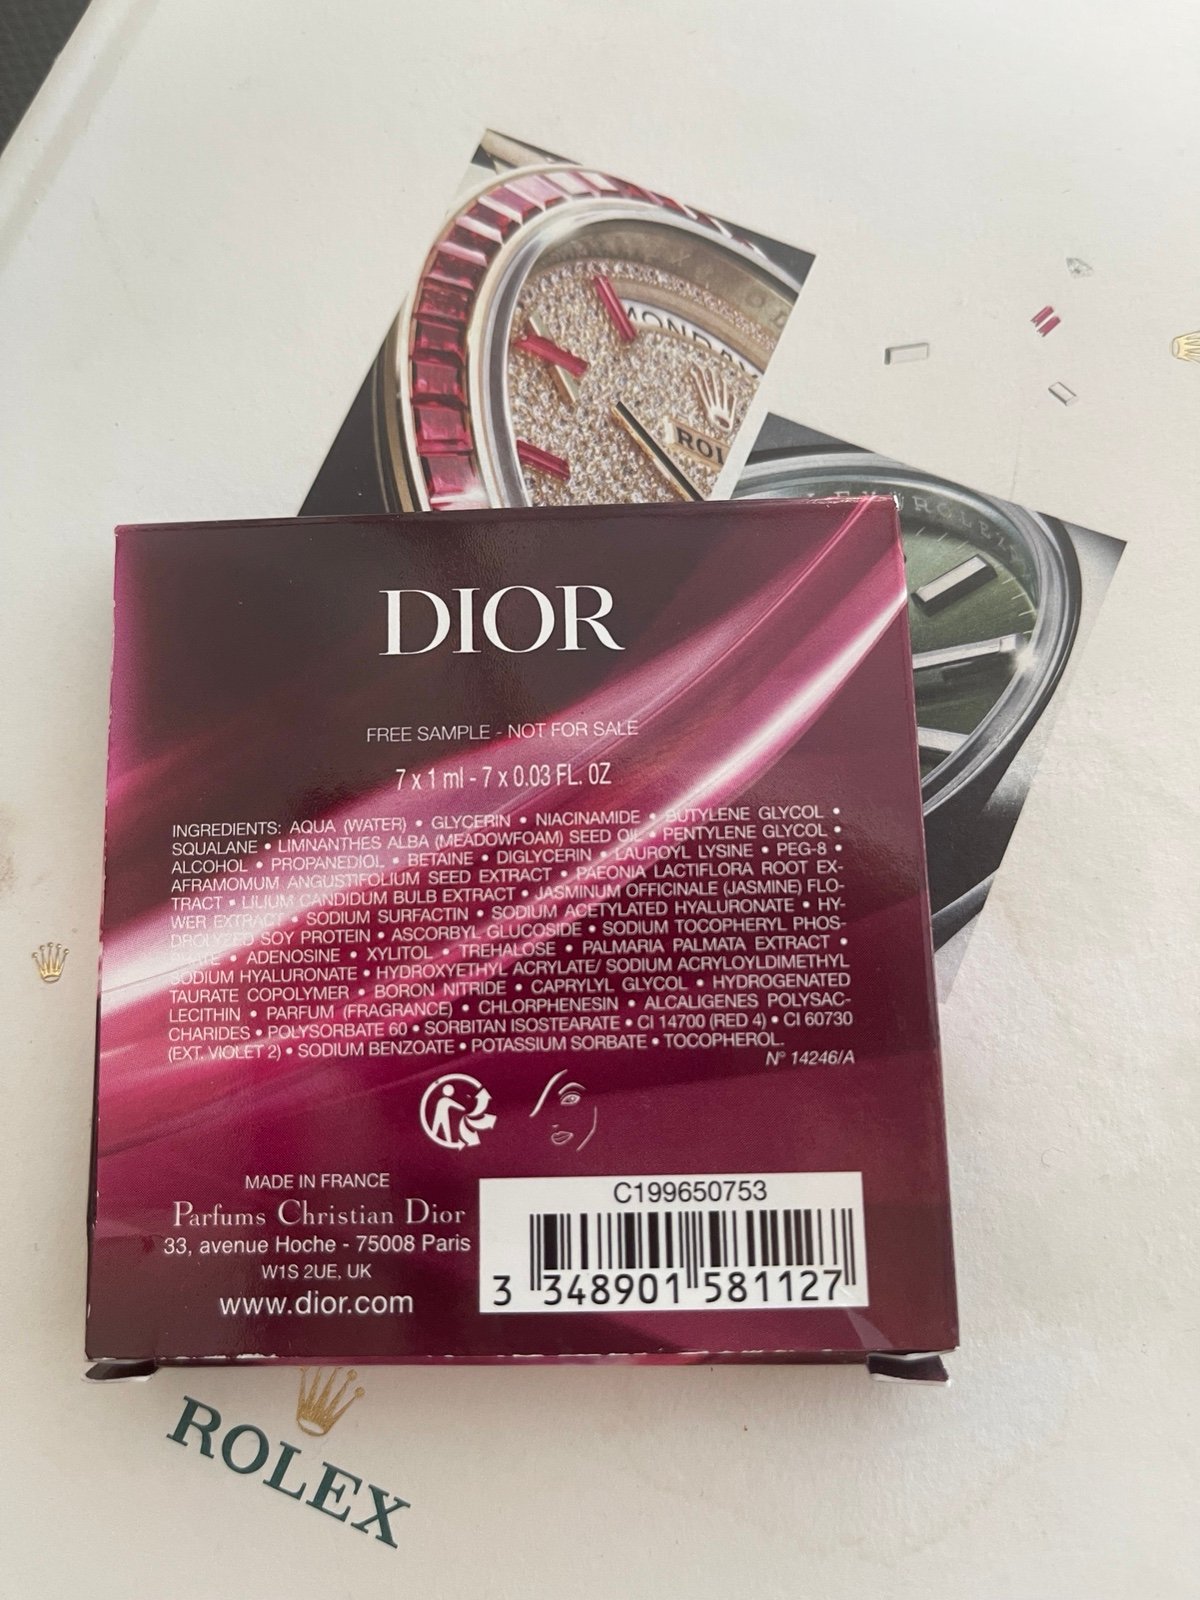 MONDAY
ROL
ROLEX
DIOR
FREE SAMPLE - NOT FOR SALE
7 x 1 ml - 7 x 0.03 FL. OZ
INGREDIENTS: AQUA (WATER) • GLYCERIN • NIACINAMIDE • BUTYLENE GLYCOL •
SQUALANE • LIMNANTHES ALBA (MEADOWFOAM) SEED OIL • PENTYLENE GLYCOL •
ALCOHOL • PROPANEDIOL • BETAINE • DIGLYCERIN • LAUROYL LYSINE • PEG-8 •
AFRAMOMUM ANGUSTIFOLIUM SEED EXTRACT • PAEONIA LACTIFLORA ROOT EX-
TRACT • LILIUM CANDIDUM BULB EXTRACT • JASMINUM OFFICINALE (JASMINE) FLO-
WER EXTRACT • SODIUM SURFACTIN • SODIUM ACETYLATED HYALURONATE • HY-
DROLYZED SOY PROTEIN • ASCORBYL GLUCOSIDE • SODIUM TOCOPHERYL PHOS-
PHATE • ADENOSINE • XYLITOL • TREHALOSE • PALMARIA PALMATA EXTRACT •
SODIUM HYALURONATE • HYDROXYETHYL ACRYLATE/ SODIUM ACRYLOYLDIMETHYL
TAURATE COPOLYMER • BORON NITRIDE • CAPRYLYL GLYCOL • HYDROGENATED
LECITHIN • PARFUM (FRAGRANCE) • CHLORPHENESIN • ALCALIGENES POLYSAC-
CHARIDES • POLYSORBATE 60 • SORBITAN ISOSTEARATE • CI 14700 (RED 4) • CI 60730
(EXT. VIOLET 2) • SODIUM BENZOATE • POTASSIUM SORBATE • TOCOPHEROL.
N° 14246/A
MADE IN FRANCE
Parfums Christian Dior
33, avenue Hoche - 75008 Paris
W1S 2UE, UK
www.dior.com
C199650753
3 348901 581127
ROLEX